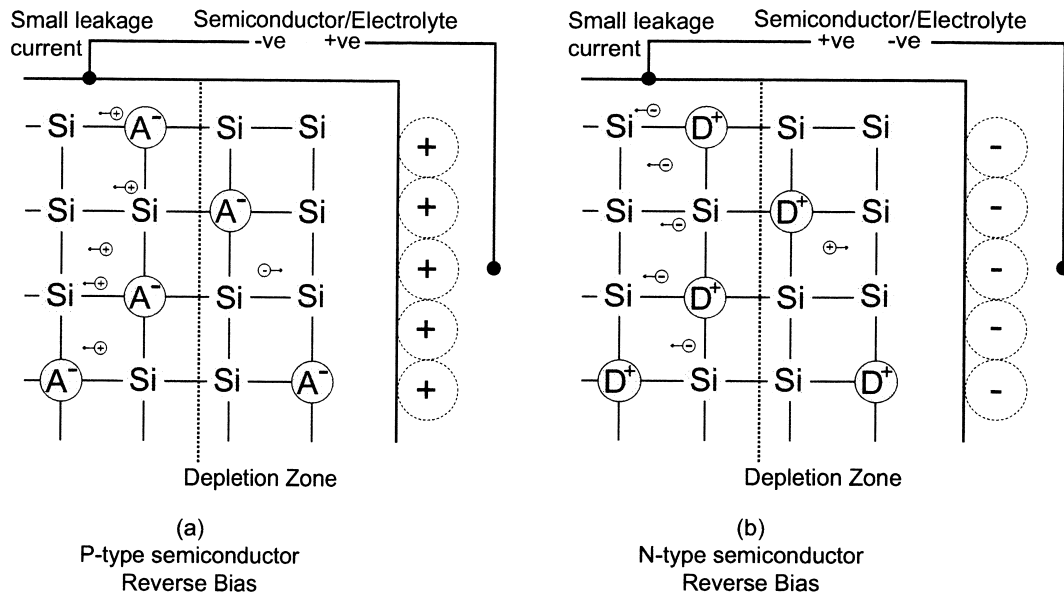 Small leakage current
Semiconductor/Electrolyte
-ve +ve
+ + + + +
Si A⁻ Si Si
Si Si A⁻ Si
Si A⁻ Si Si
A⁻ Si Si A⁻
+ + + + -
+ + + + +
Depletion Zone
(a)
P-type semiconductor
Reverse Bias
Small leakage current
Semiconductor/Electrolyte
+ve -ve
Si D⁺ Si Si
Si Si D⁺ Si
Si D⁺ Si Si
D⁺ Si Si D⁺
- - - - - +
- - - - -
Depletion Zone
(b)
N-type semiconductor
Reverse Bias